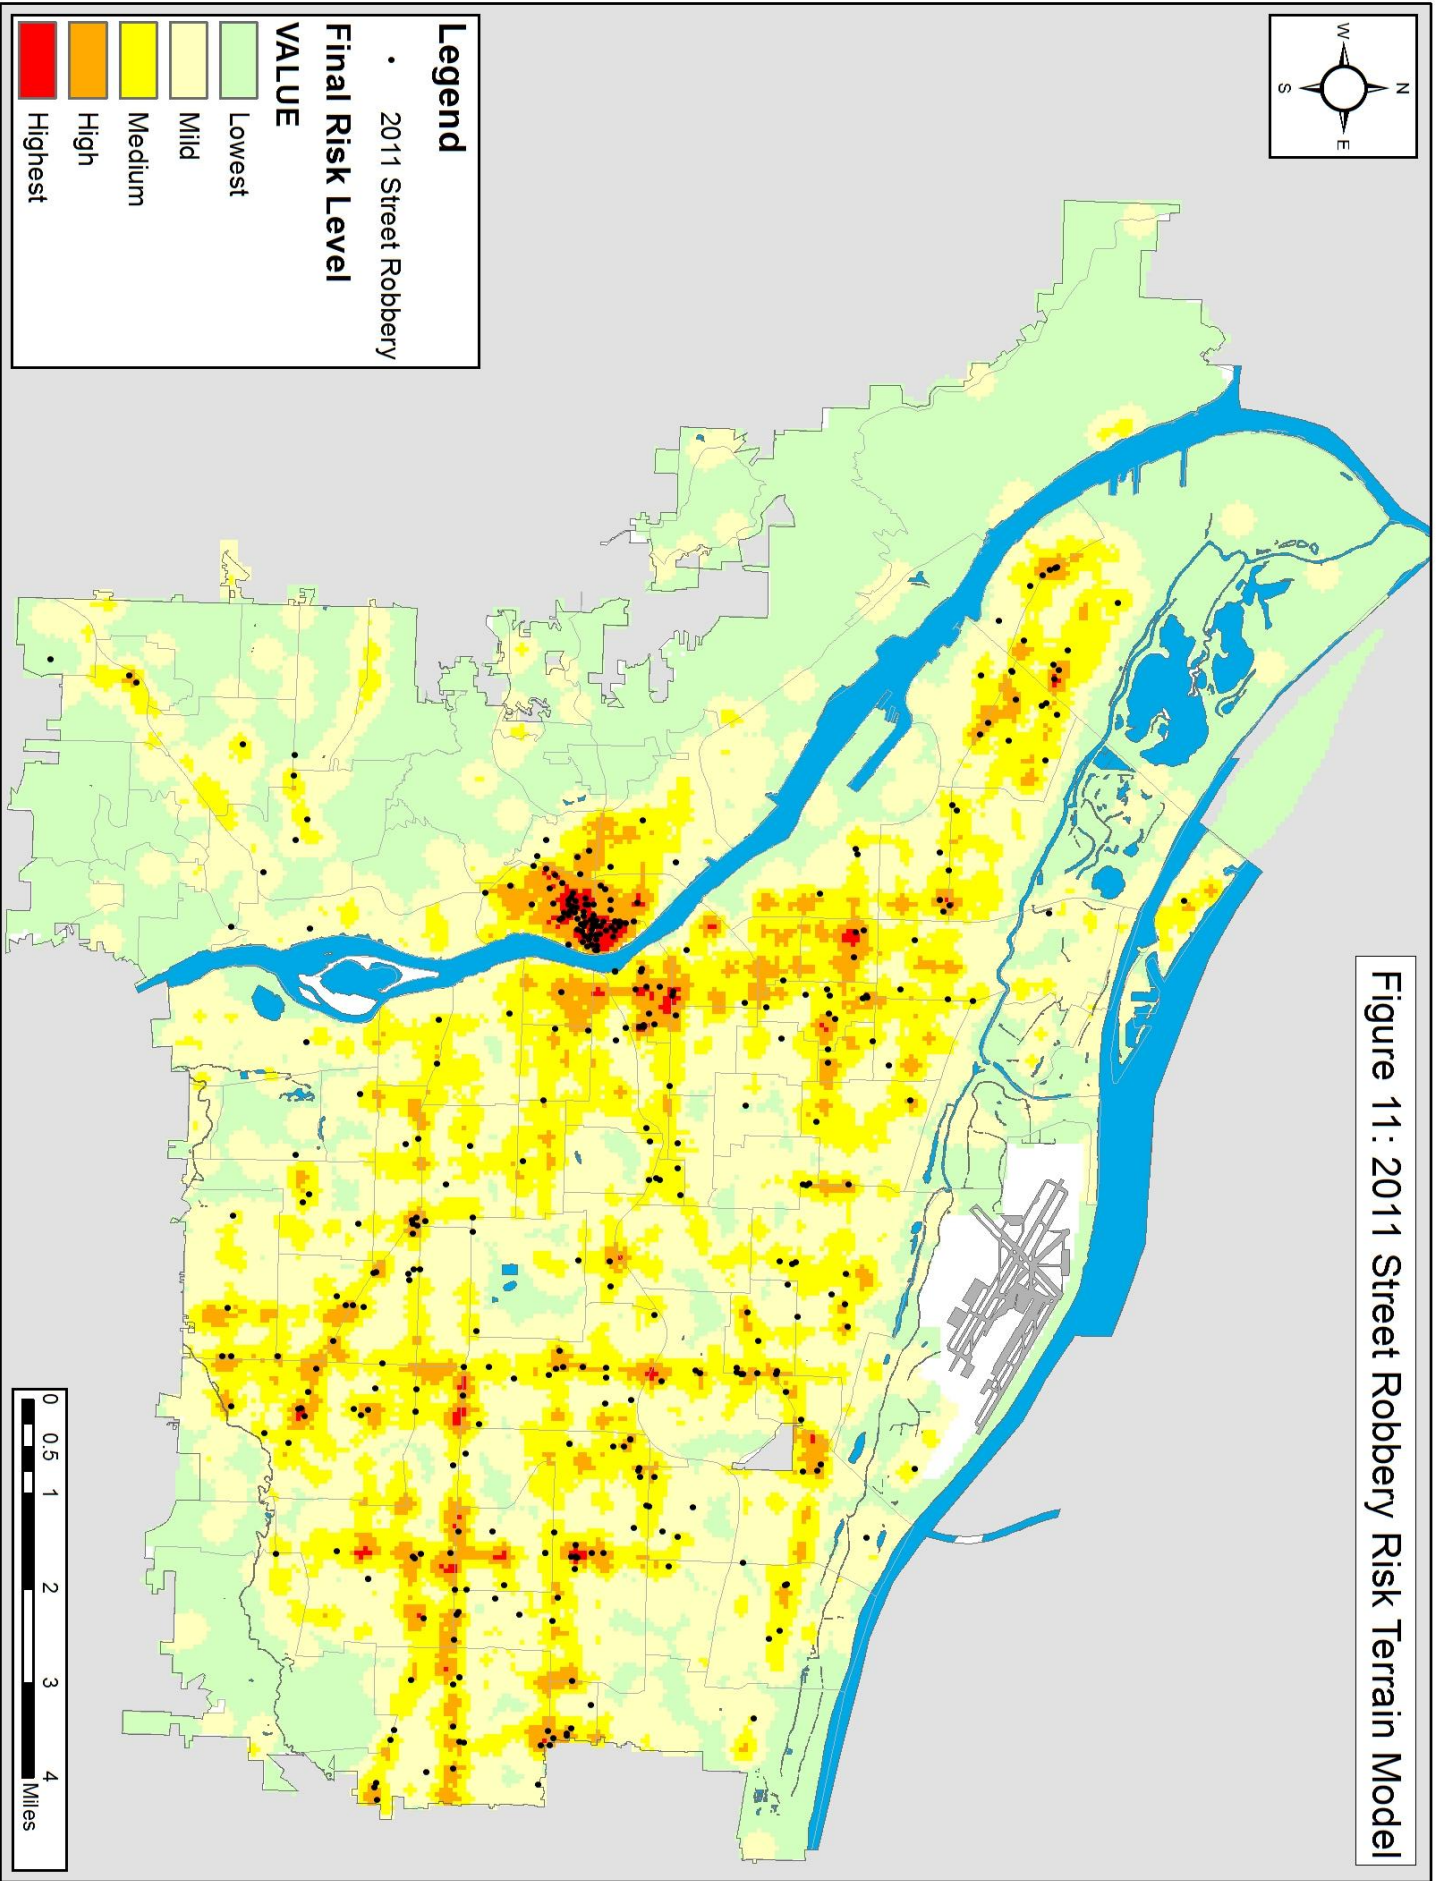 Figure 11: 2011 Street Robbery Risk Terrain Model
N
W
E
S
Legend
2011 Street Robbery
Final Risk Level
VALUE
Lowest
Mild
Medium
High
Highest
0 0.5 1 2 3 4
Miles